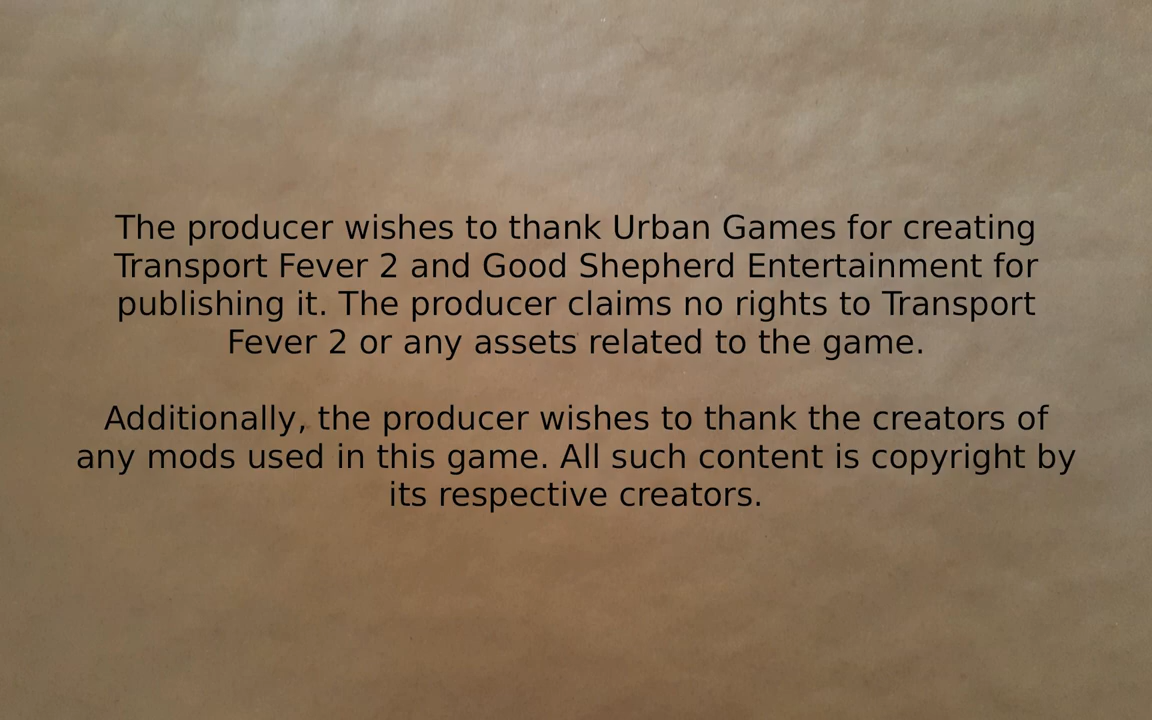 The producer wishes to thank Urban Games for creating
Transport Fever 2 and Good Shepherd Entertainment for
publishing it. The producer claims no rights to Transport
Fever 2 or any assets related to the game.
Additionally, the producer wishes to thank the creators of
any mods used in this game. All such content is copyright by
its respective creators.